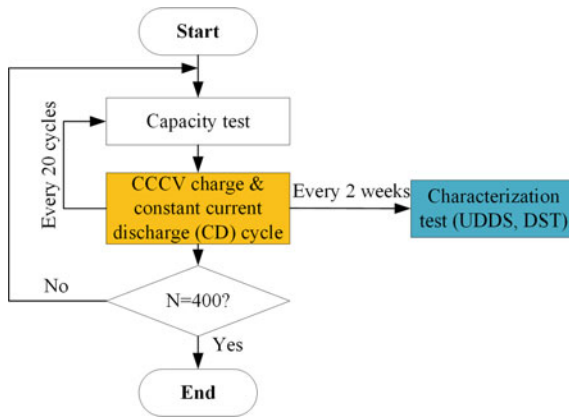 Start
Every 20 cycles
Capacity test
CCCV charge &
constant current
discharge (CD) cycle
Every 2 weeks
Characterization
test (UDDS, DST)
No
N=400?
Yes
End